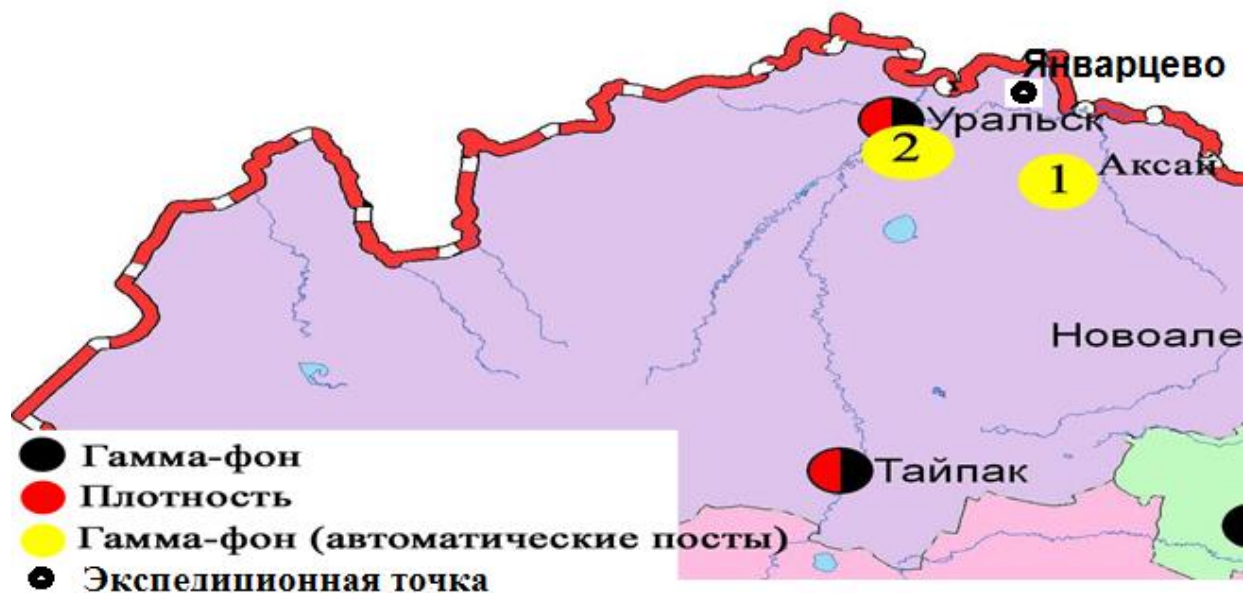 Январцево
Уральск
2
1
Аксай
Новоале
Тайпак
Гамма-фон
Плотность
Гамма-фон (автоматические посты)
Экспедиционная точка